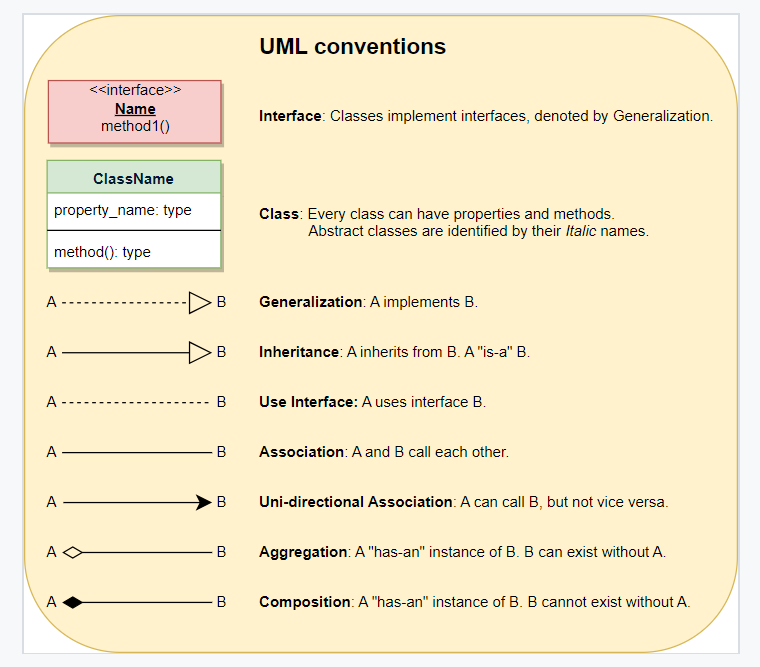 UML conventions
<<interface>>
Name
method1()
Interface: Classes implement interfaces, denoted by Generalization.
ClassName
property_name: type
method(): type
Class: Every class can have properties and methods.
Abstract classes are identified by their Italic names.
A B Generalization: A implements B.
A B Inheritance: A inherits from B. A "is-a" B.
A B Use Interface: A uses interface B.
A B Association: A and B call each other.
A B Uni-directional Association: A can call B, but not vice versa.
A B Aggregation: A "has-an" instance of B. B can exist without A.
A B Composition: A "has-an" instance of B. B cannot exist without A.